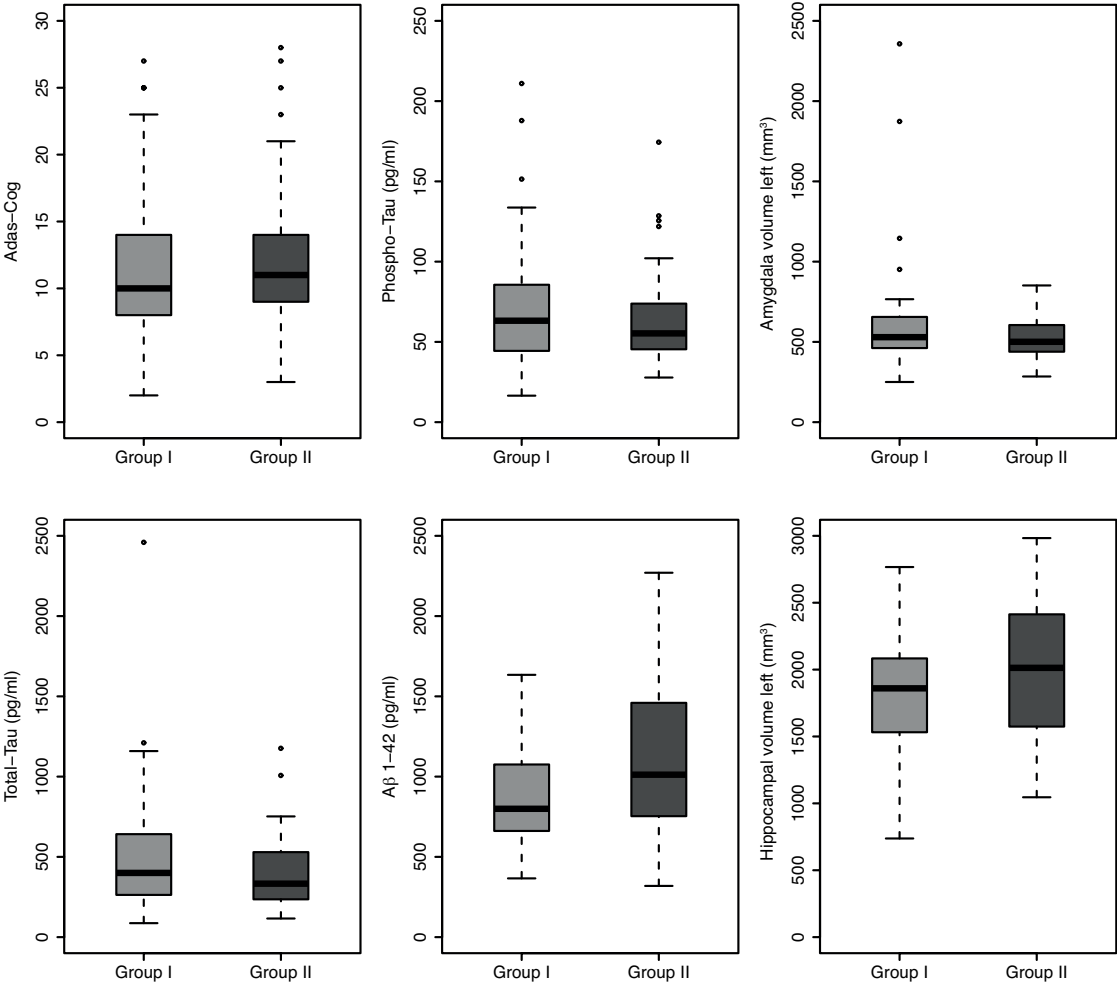 Adas−Cog
0
5
10
15
20
25
30
Group I
Group II
Phospho−Tau (pg/ml)
0
50
100
150
200
250
Group I
Group II
Amygdala volume left (mm³)
0
500
1000
1500
2000
2500
Group I
Group II
Total−Tau (pg/ml)
0
500
1000
1500
2000
2500
Group I
Group II
Aβ 1−42 (pg/ml)
0
500
1000
1500
2000
2500
Group I
Group II
Hippocampal volume left (mm³)
0
500
1000
1500
2000
2500
3000
Group I
Group II